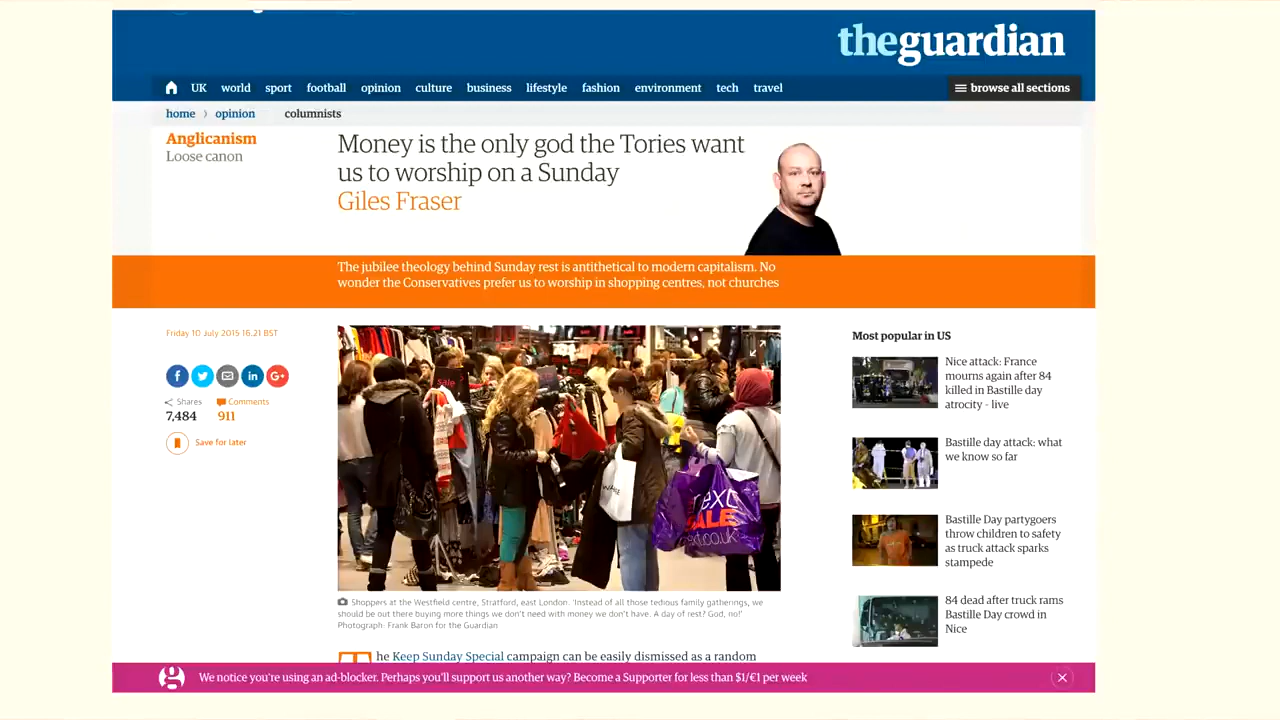 theguardian
UK world sport football opinion culture business lifestyle fashion environment tech travel browse all sections
home opinion columnists
Anglicanism
Loose canon
Money is the only god the Tories want
us to worship on a Sunday
Giles Fraser
The jubilee theology behind Sunday rest is antithetical to modern capitalism. No
wonder the Conservatives prefer us to worship in shopping centres, not churches
Friday 10 July 2015 16.21 BST
Shares
7,484
Comments
911
Save for later
sale
next
SALE
Shoppers at the Westfield centre, Stratford, east London. 'Instead of all those tedious family gatherings, we
should be out there buying more things we don't need with money we don't have. A day of rest? God, no!'
Photograph: Frank Baron for the Guardian
he Keep Sunday Special campaign can be easily dismissed as a random
Most popular in US
Nice attack: France
mourns again after 84
killed in Bastille day
atrocity - live
Bastille day attack: what
we know so far
Bastille Day partygoers
throw children to safety
as truck attack sparks
stampede
84 dead after truck rams
Bastille Day crowd in
Nice
We notice you're using an ad-blocker. Perhaps you'll support us another way? Become a Supporter for less than $1/€1 per week